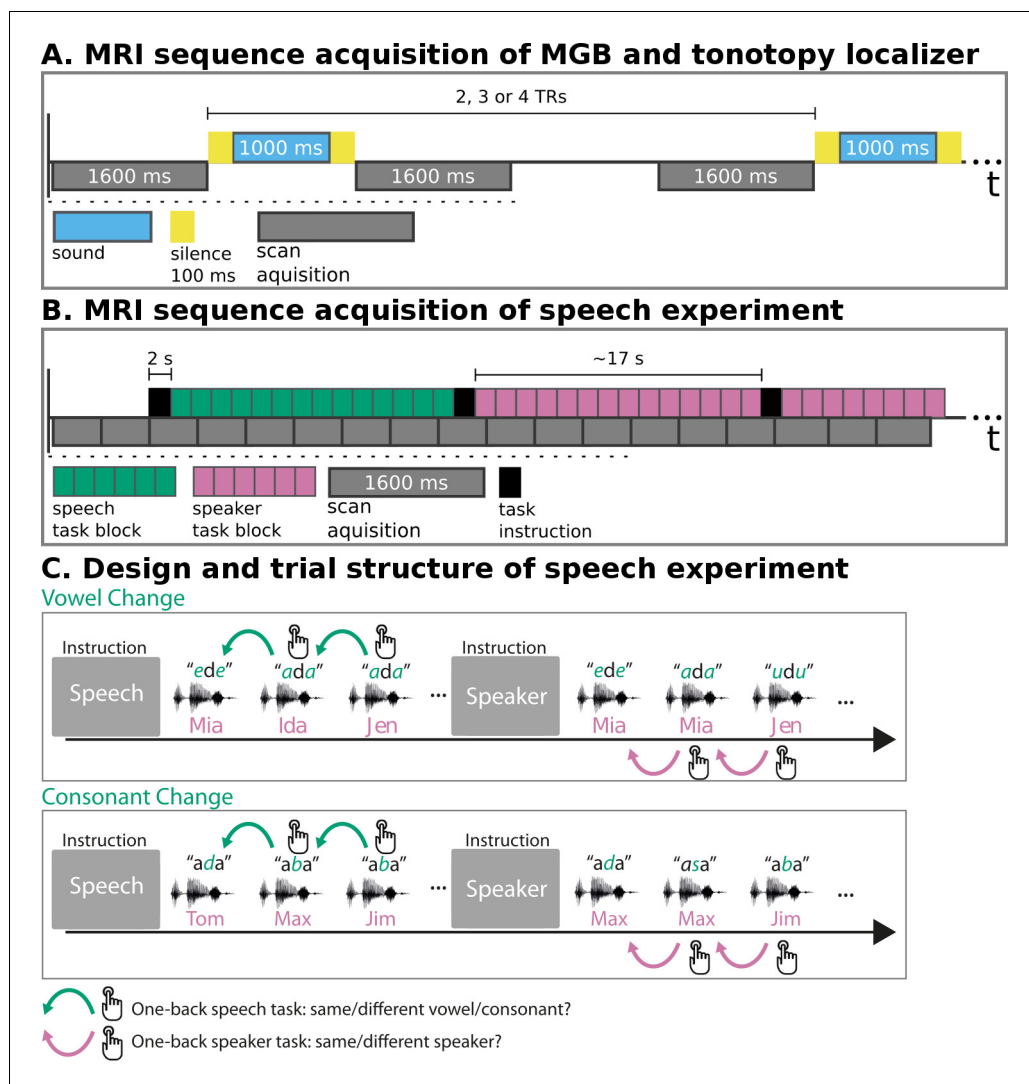 A. MRI sequence acquisition of MGB and tonotopy localizer
2, 3 or 4 TRs
1000 ms
1000 ms
1600 ms
1600 ms
1600 ms
t
sound
silence
100 ms
scan
aquisition
B. MRI sequence acquisition of speech experiment
2 s
~17 s
t
1600 ms
speech
task block
speaker
task block
scan
aquisition
task
instruction
C. Design and trial structure of speech experiment
Vowel Change
Instruction
Speech
"ede"
"ada"
"ada"
Mia
Ida
Jen
...
Instruction
Speaker
"ede"
"ada"
"udu"
Mia
Mia
Jen
...
Consonant Change
Instruction
Speech
"ada"
"aba"
"aba"
Tom
Max
Jim
...
Instruction
Speaker
"ada"
"asa"
"aba"
Max
Max
Jim
...
One-back speech task: same/different vowel/consonant?
One-back speaker task: same/different speaker?